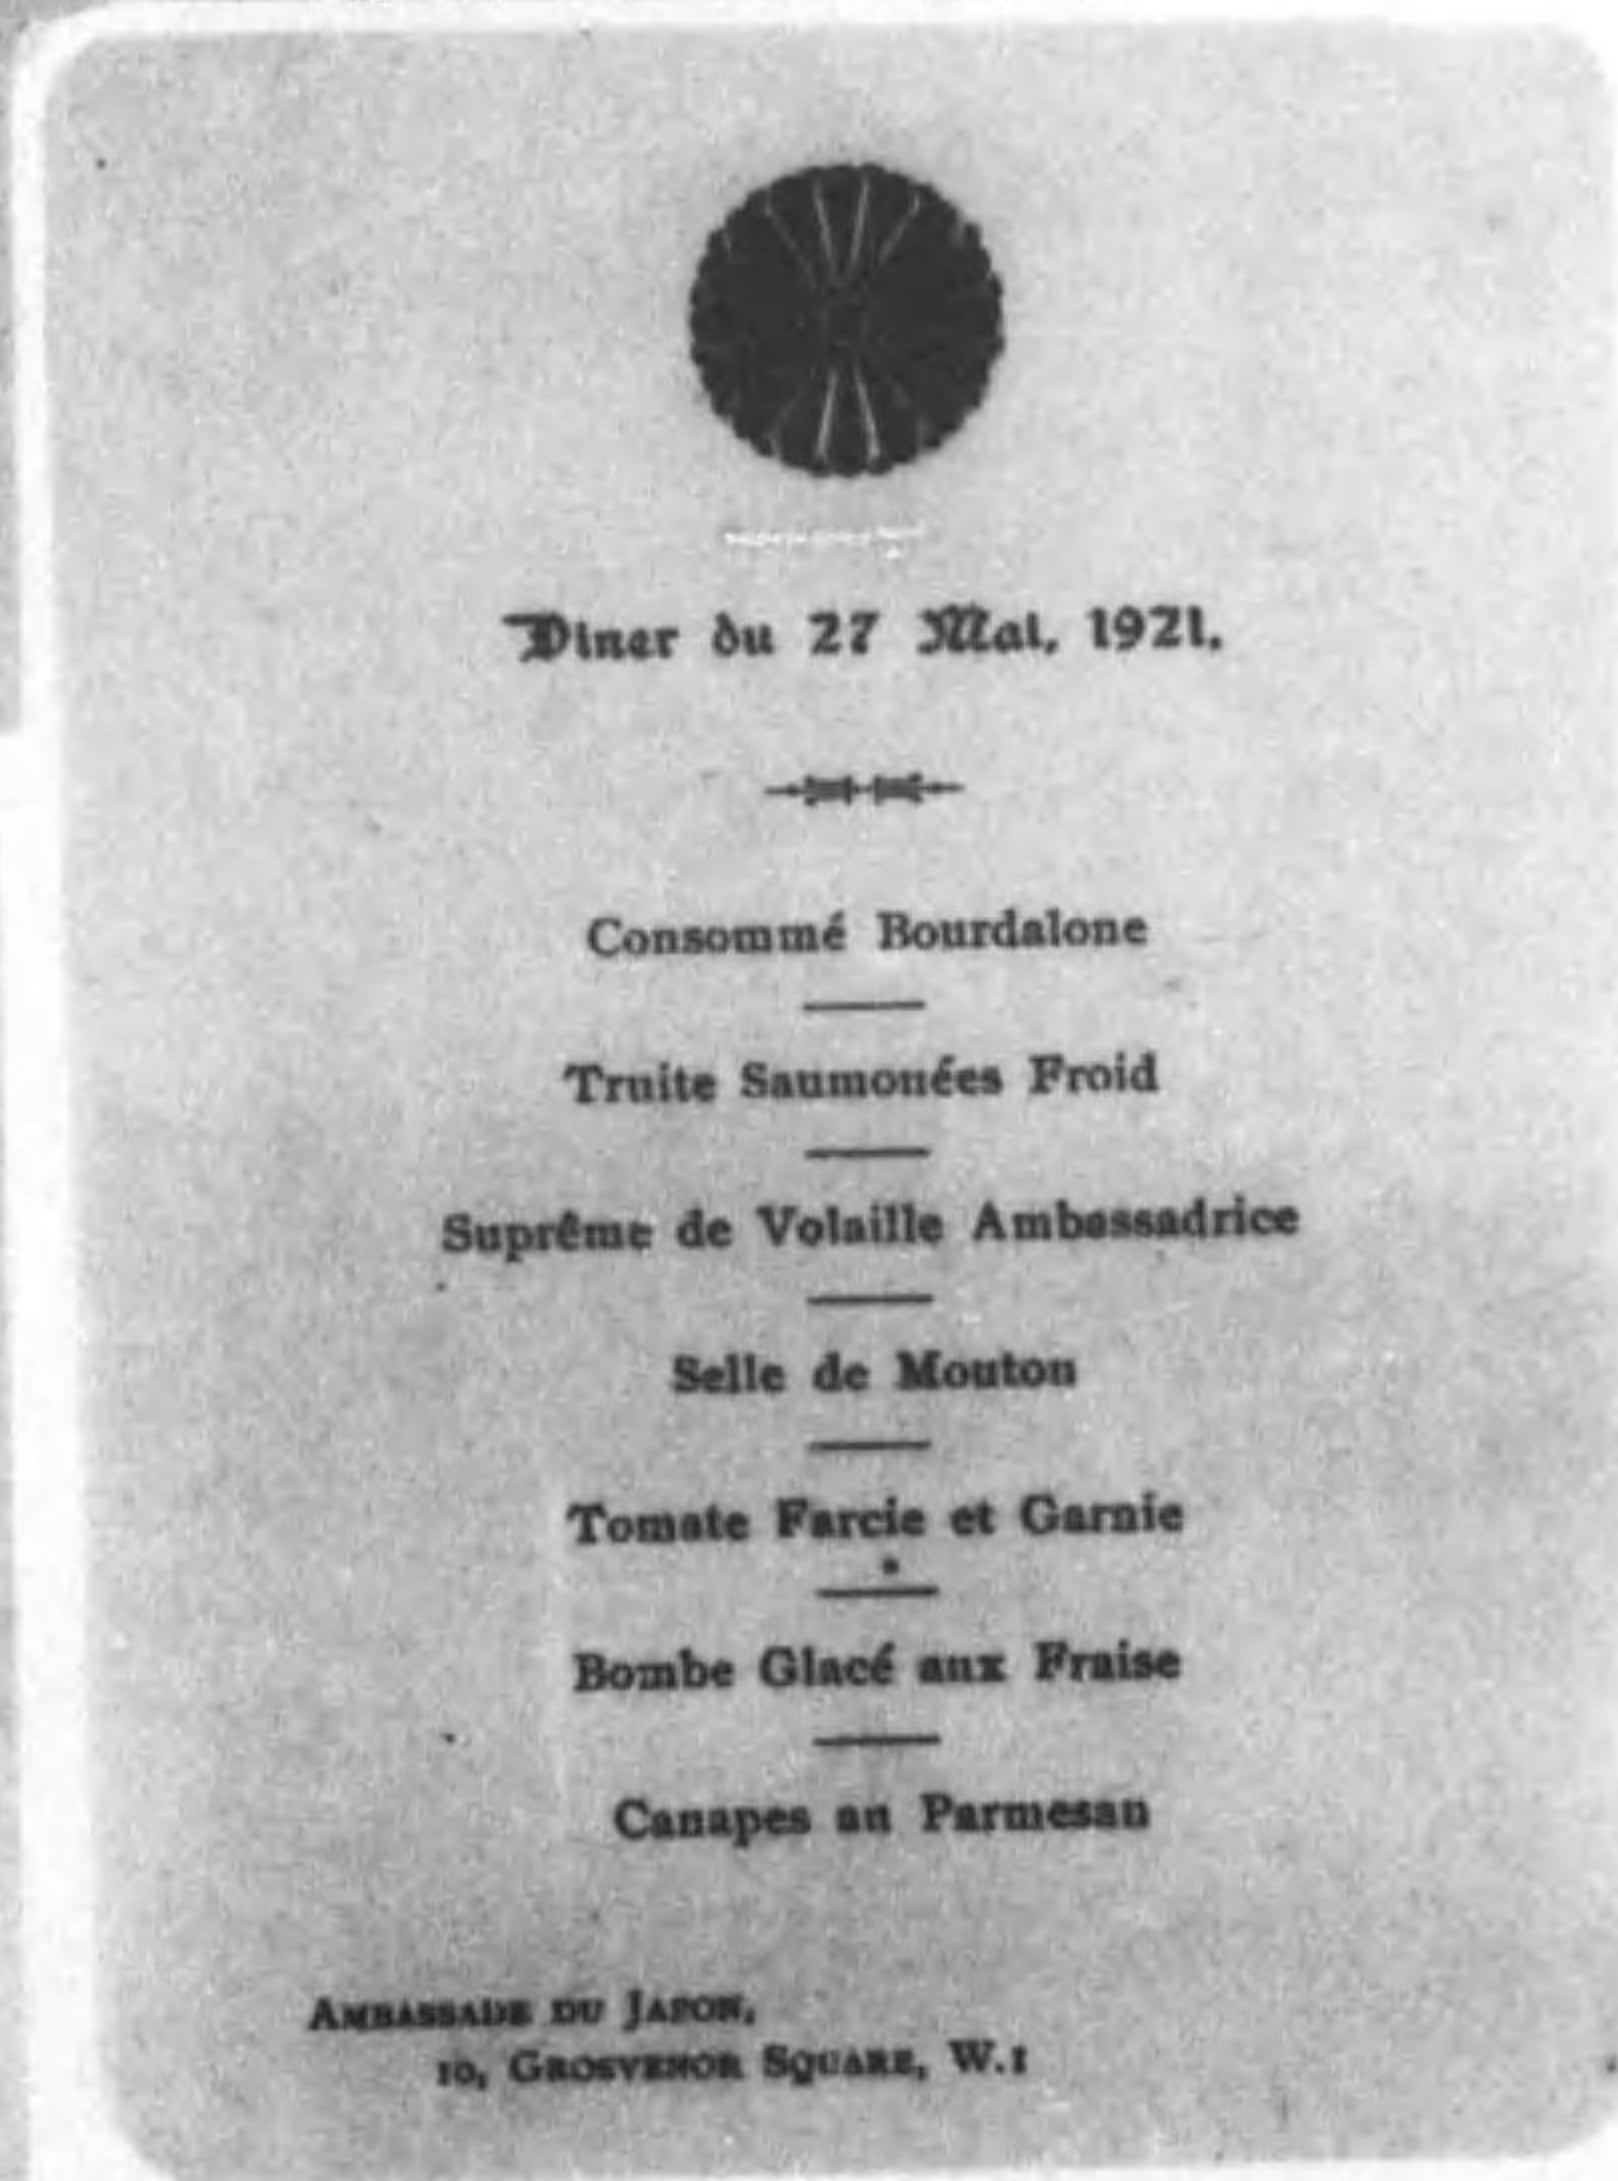 Diner du 27 Mai, 1921.
Consommé Bourdalone
Truite Saumonées Froid
Suprême de Volaille Ambassadrice
Selle de Mouton
Tomate Farcie et Garnie
Bombe Glacé aux Fraise
Canapes au Parmesan
AMBASSADE DU JAPON,
10, GROSVENOR SQUARE, W.1